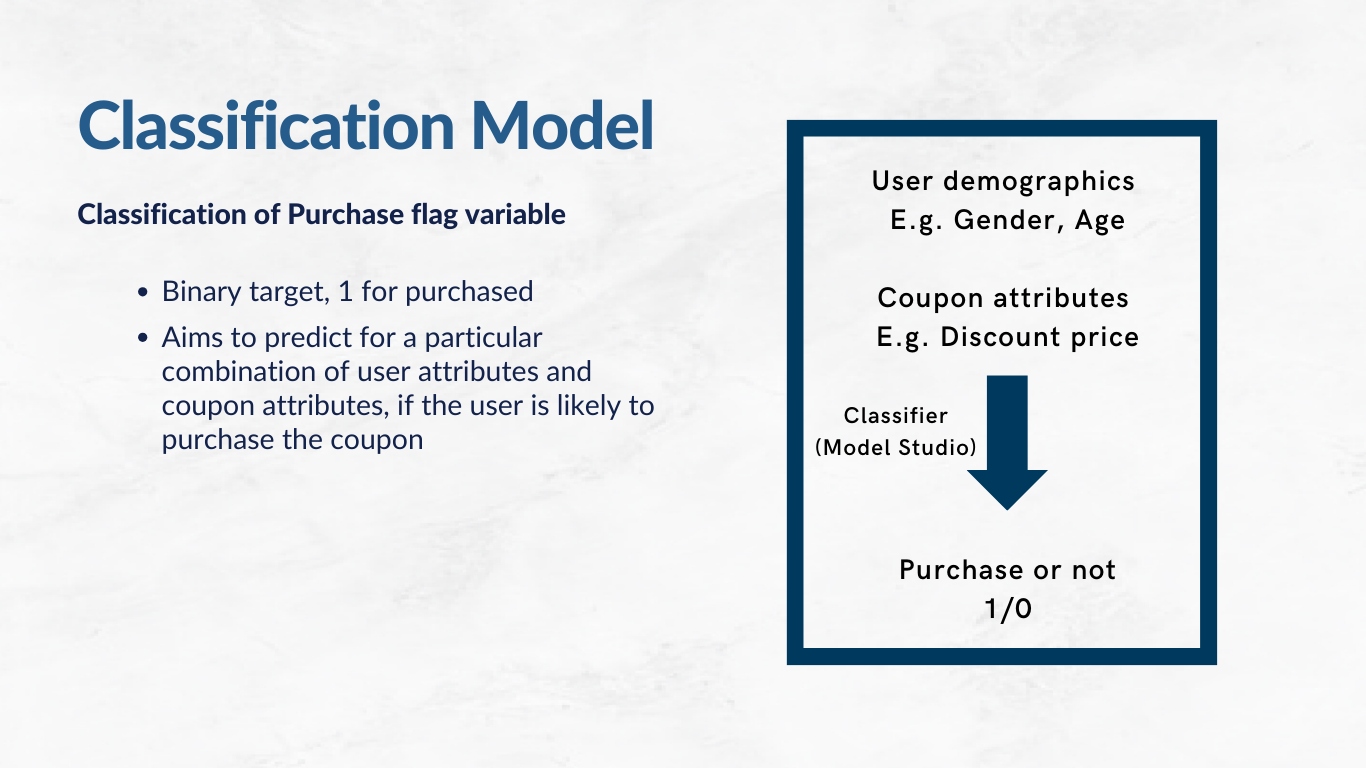 Classification Model
Classification of Purchase flag variable
• Binary target, 1 for purchased
• Aims to predict for a particular
combination of user attributes and
coupon attributes, if the user is likely to
purchase the coupon
User demographics
E.g. Gender, Age
Coupon attributes
E.g. Discount price
Classifier
(Model Studio)
Purchase or not
1/0